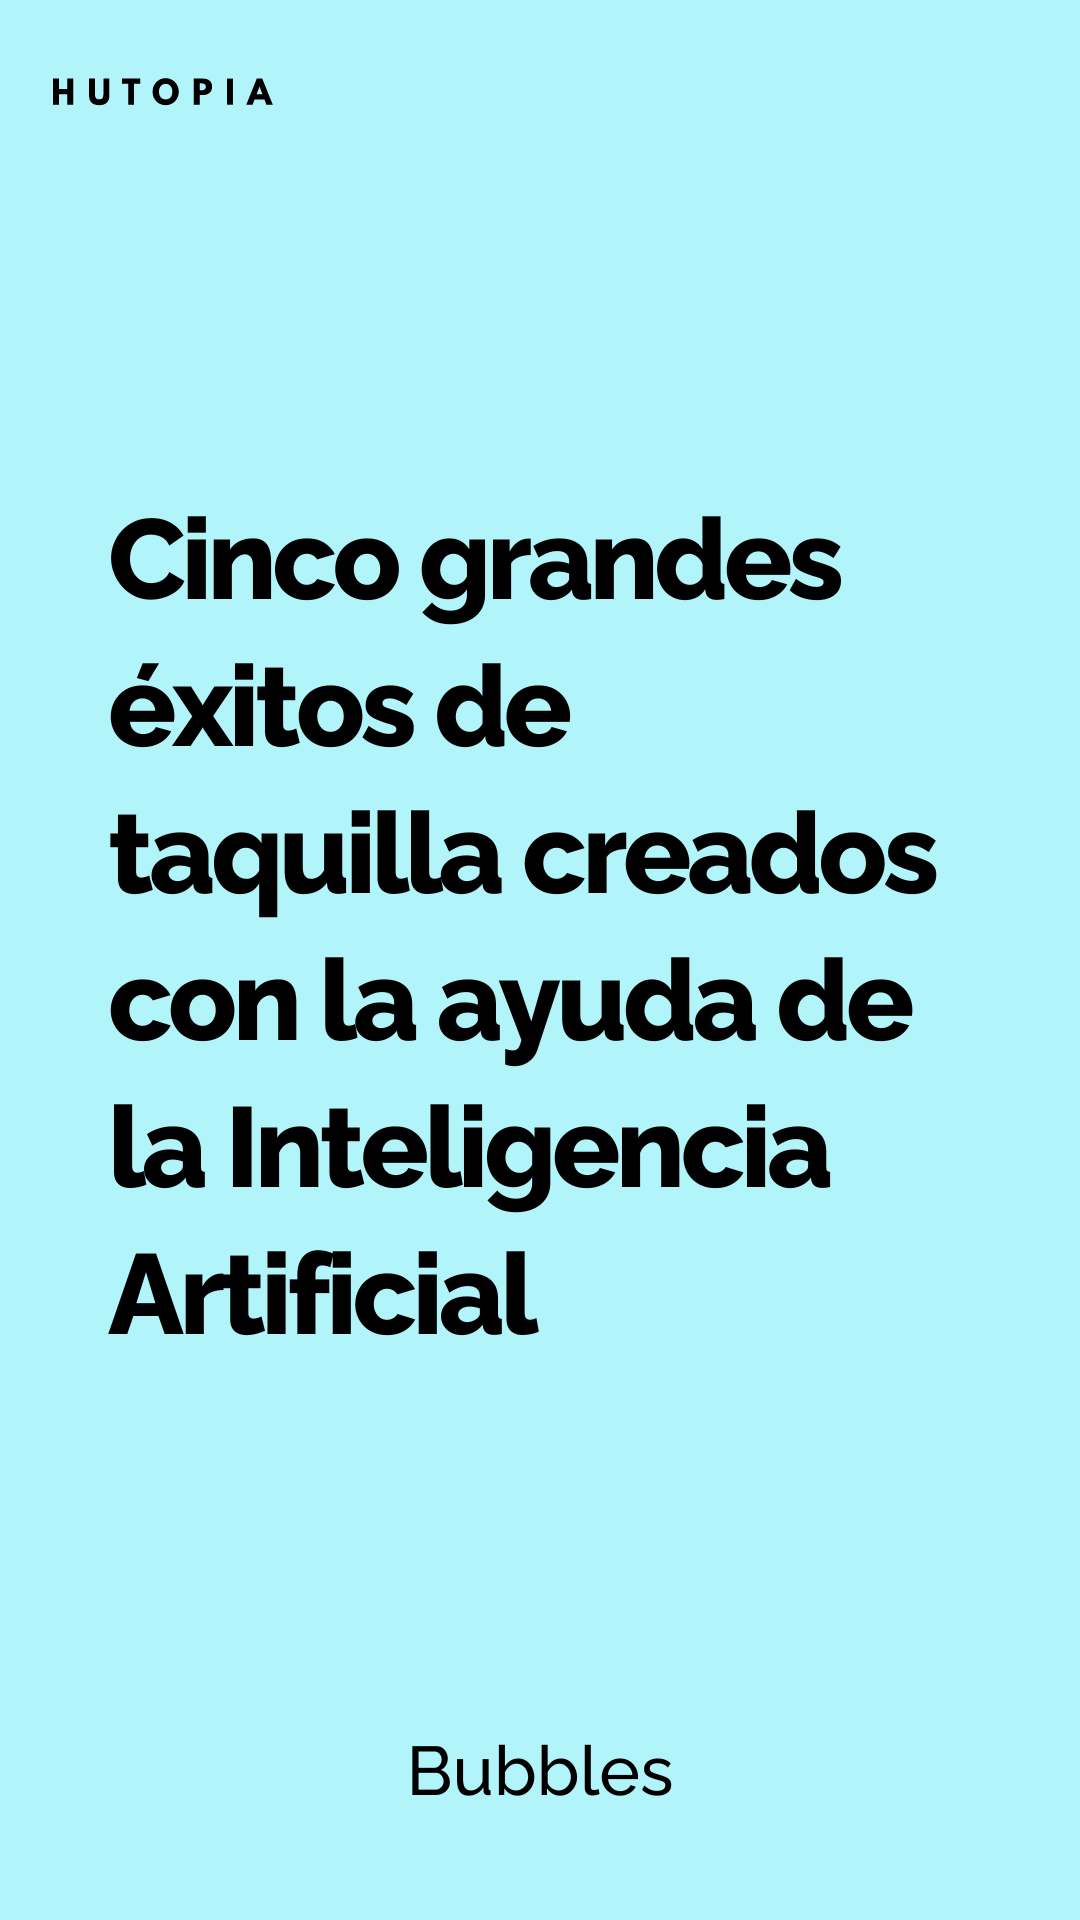 HUTOPIA
Cinco grandes
éxitos de
taquilla creados
con la ayuda de
la Inteligencia
Artificial
Bubbles